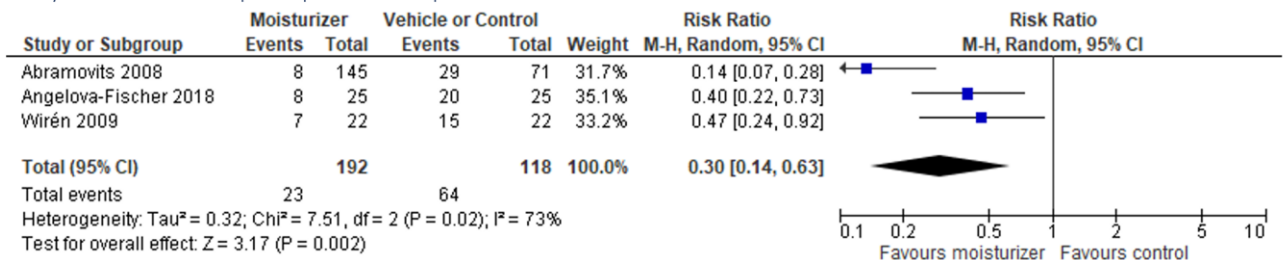 Moisturizer Vehicle or Control Risk Ratio Risk Ratio
Study or Subgroup Events Total Events Total Weight M-H, Random, 95% CI M-H, Random, 95% CI
Abramovits 2008 8 145 29 71 31.7% 0.14 [0.07, 0.28]
Angelova-Fischer 2018 8 25 20 25 35.1% 0.40 [0.22, 0.73]
Wirén 2009 7 22 15 22 33.2% 0.47 [0.24, 0.92]
Total (95% CI) 192 118 100.0% 0.30 [0.14, 0.63]
Total events 23 64
Heterogeneity: Tau² = 0.32; Chi² = 7.51, df = 2 (P = 0.02); I² = 73%
Test for overall effect: Z = 3.17 (P = 0.002)
0.1 0.2 0.5 1 2 5 10
Favours moisturizer Favours control